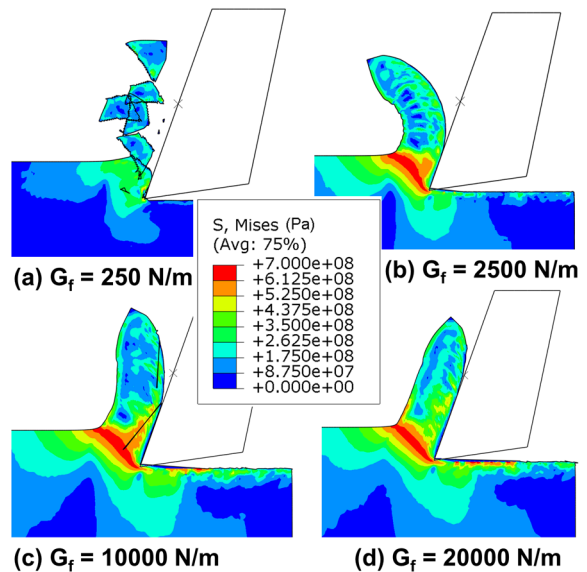 S, Mises (Pa)
(Avg: 75%)
+7.000e+08
+6.125e+08
+5.250e+08
+4.375e+08
+3.500e+08
+2.625e+08
+1.750e+08
+8.750e+07
+0.000e+00
(a) Gf = 250 N/m
(b) Gf = 2500 N/m
(c) Gf = 10000 N/m
(d) Gf = 20000 N/m